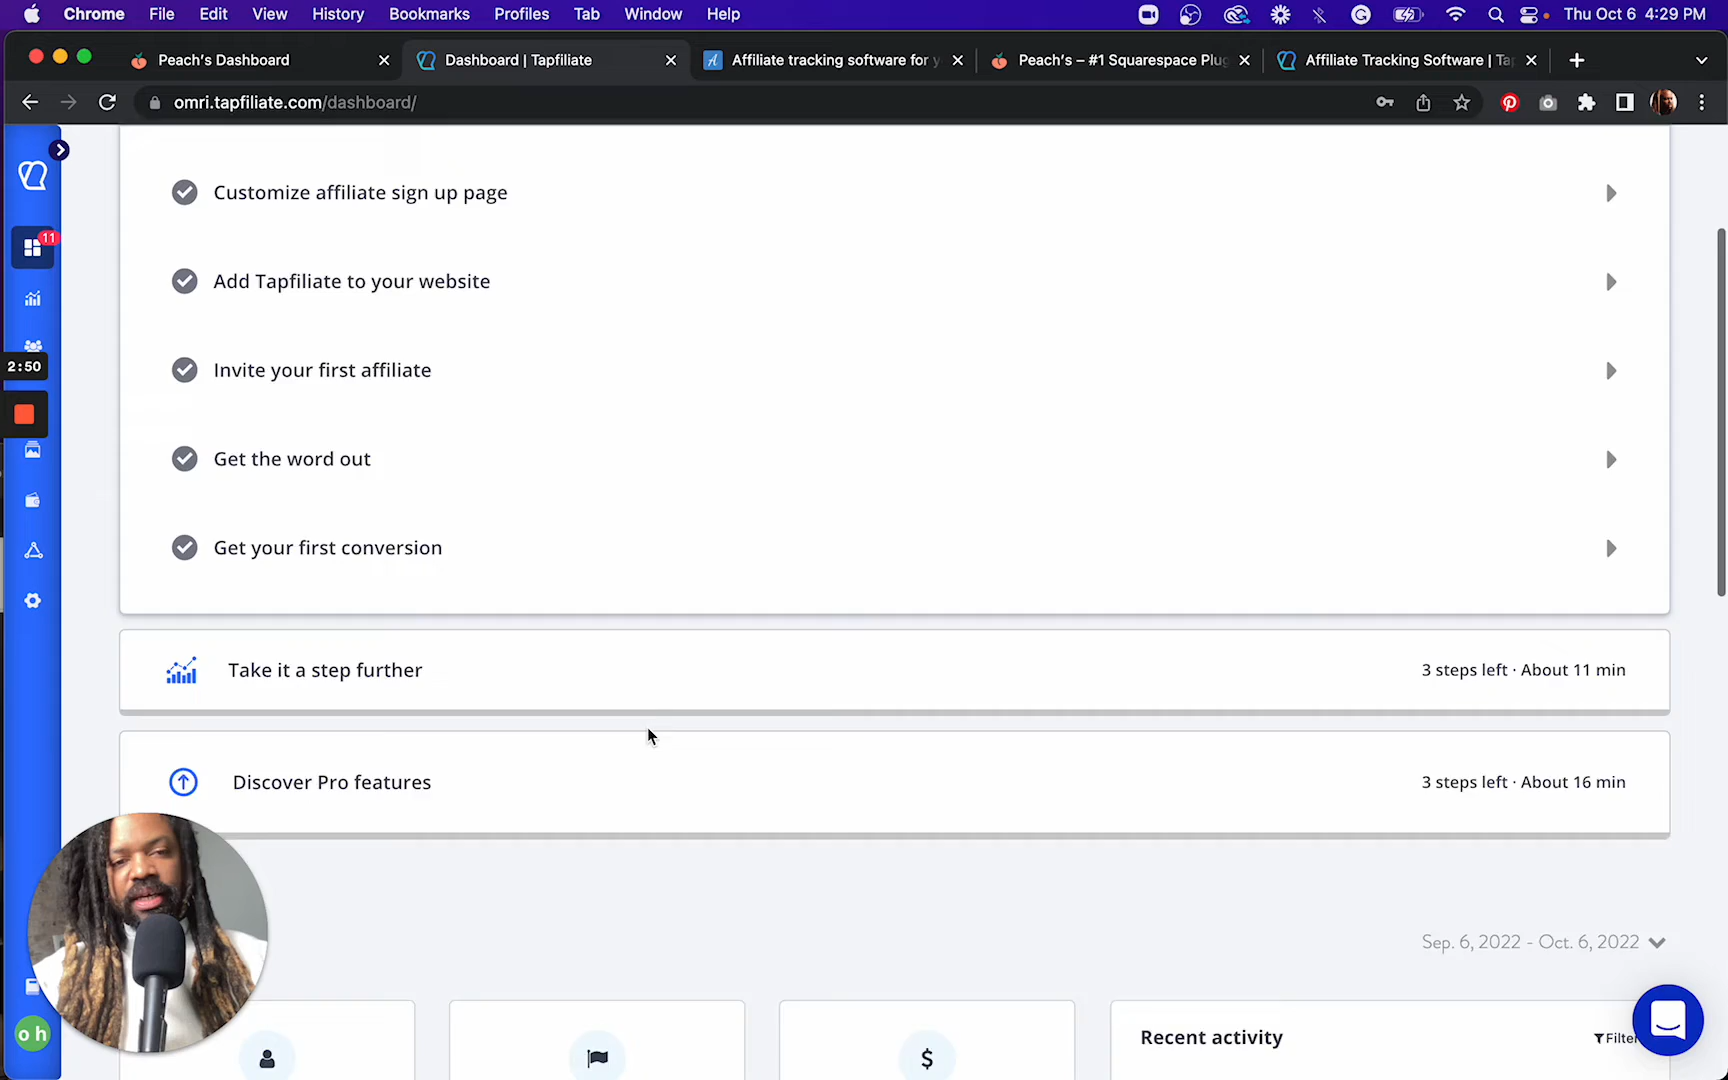 Chrome File Edit View History Bookmarks Profiles Tab Window Help Thu Oct 6 4:29 PM
Peach's Dashboard Dashboard | Tapfiliate Affiliate tracking software for y Peach's – #1 Squarespace Plug Affiliate Tracking Software | Ta
omri.tapfiliate.com/dashboard/
Customize affiliate sign up page
11
Add Tapfiliate to your website
2:50
Invite your first affiliate
Get the word out
Get your first conversion
Take it a step further 3 steps left · About 11 min
Discover Pro features 3 steps left · About 16 min
Sep. 6, 2022 - Oct. 6, 2022
o h
Recent activity Filter